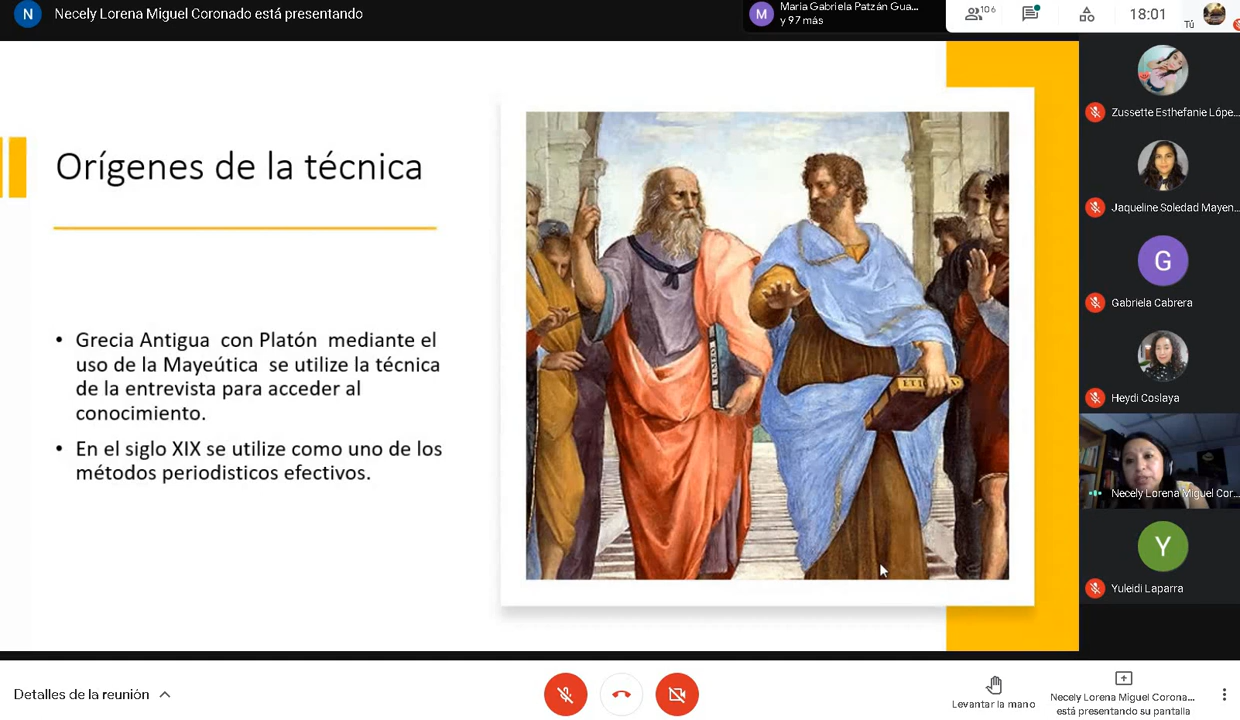 N Necely Lorena Miguel Coronado está presentando
M Maria Gabriela Patzán Gua...
y 97 más
106
18:01
Tú
Orígenes de la técnica
• Grecia Antigua con Platón mediante el
uso de la Mayeútica se utilize la técnica
de la entrevista para acceder al
conocimiento.
• En el siglo XIX se utilize como uno de los
métodos periodisticos efectivos.
Zussette Esthefanie Lópe...
Jaqueline Soledad Mayen...
G
Gabriela Cabrera
Heydi Coslaya
Necely Lorena Miguel Cor...
Y
Yuleidi Laparra
Detalles de la reunión
Levantar la mano
Necely Lorena Miguel Corona...
está presentando su pantalla